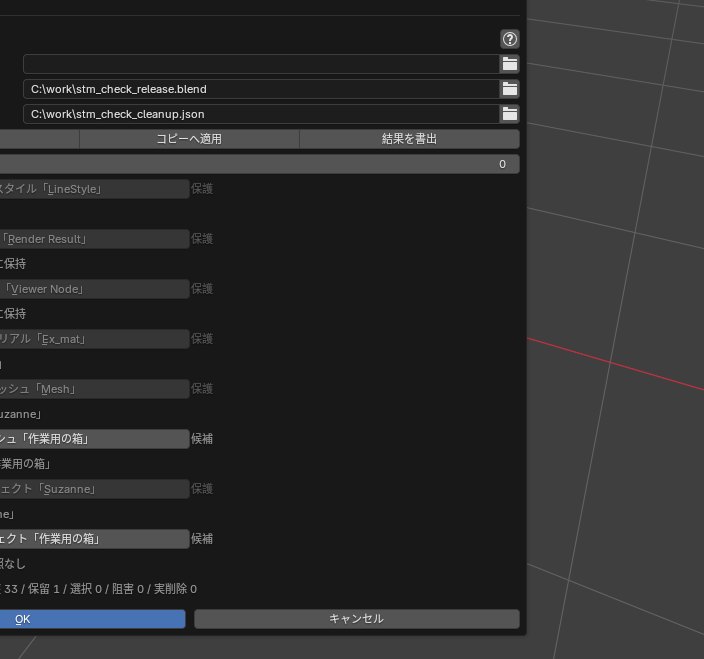 ?
C:\work\stm_check_release.blend
C:\work\stm_check_cleanup.json
コピーへ適用 結果を書出
0
スタイル「LineStyle」 保護
「Render Result」 保護
に保持
「Viewer Node」 保護
に保持
リアル「Ex_mat」 保護
」
ッシュ「Mesh」 保護
uzanne」
シュ「作業用の箱」 候補
業用の箱」
ェクト「Suzanne」 保護
ne」
ェクト「作業用の箱」 候補
照なし
33 / 保留 1 / 選択 0 / 阻害 0 / 実削除 0
OK キャンセル